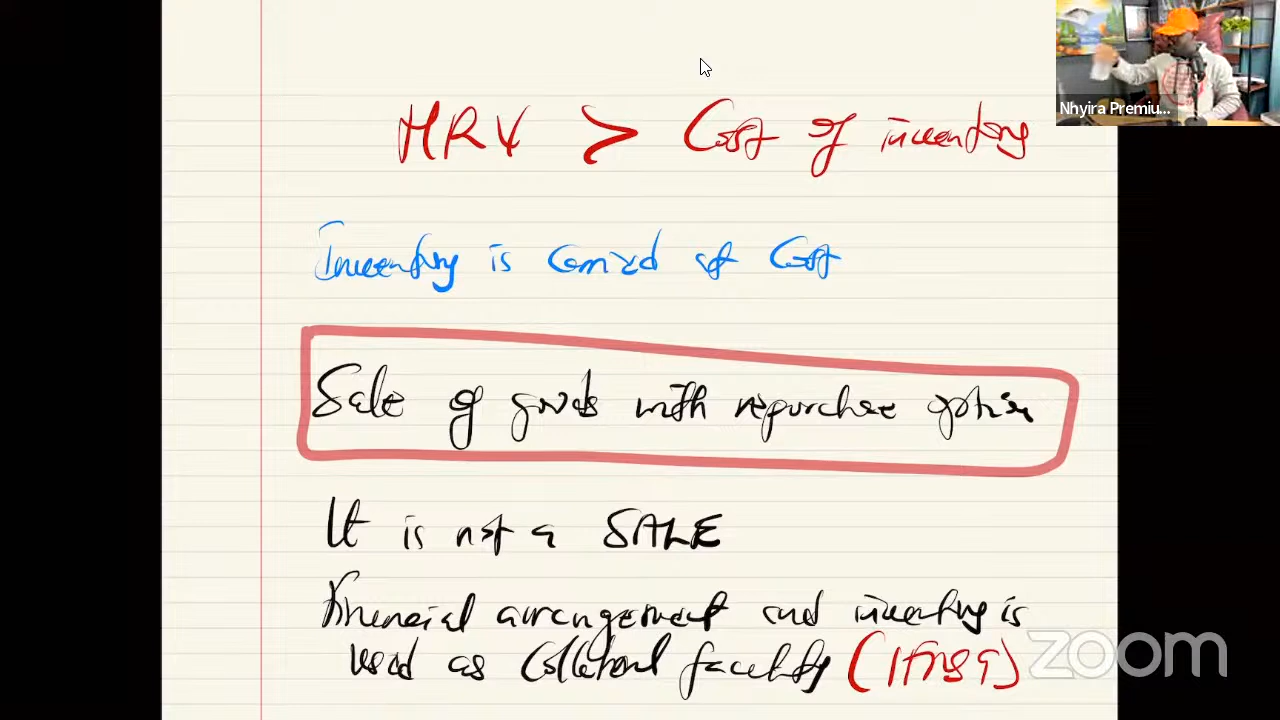 NRV > Cost of inventory
Nhyira Premiu...
Inventory is carried at Cost
Sale of goods with repurchase option
It is not a SALE
Financial arrangement and inventory is
used as Collateral facility (IFRS 9)
zoom